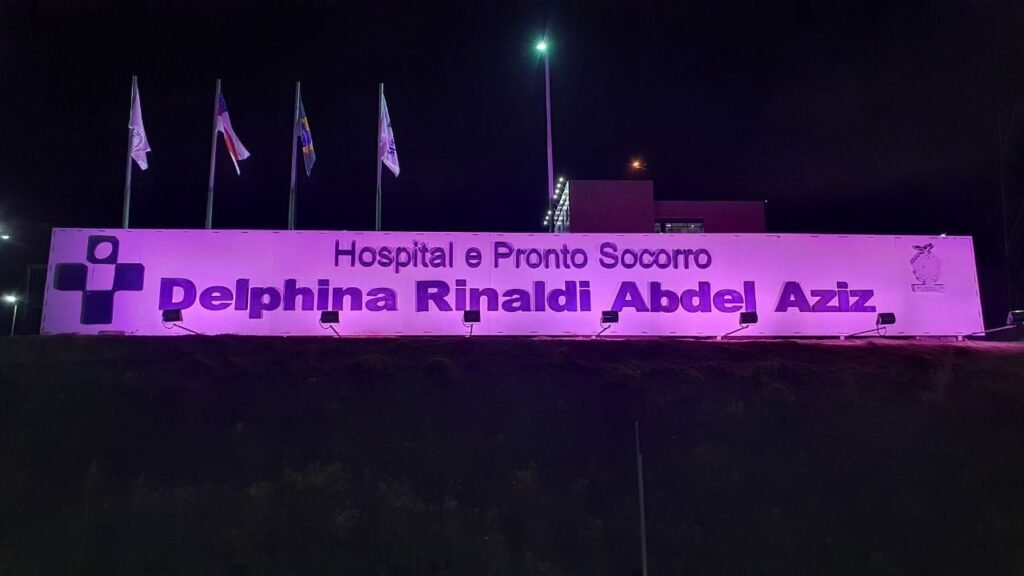 Hospital e Pronto Socorro
Delphina Rinaldi Abdel Aziz